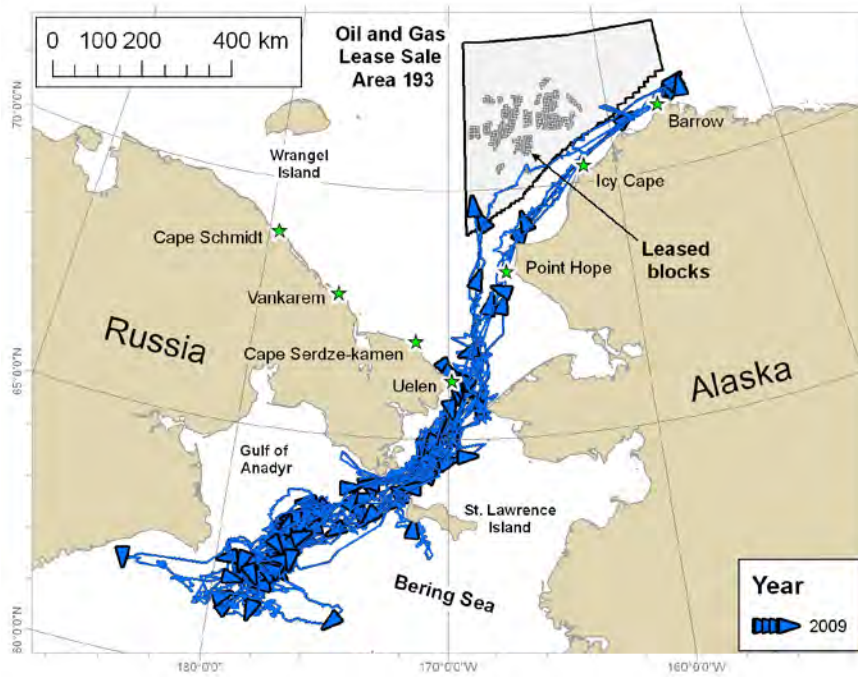 0 100 200 400 km
Oil and Gas
Lease Sale
Area 193
70°0'0"N
Barrow
Wrangel
Island
Icy Cape
Cape Schmidt
Leased
blocks
Point Hope
Vankarem
Russia
Cape Serdze-kamen
65°0'0"N
Uelen
Alaska
Gulf of
Anadyr
St. Lawrence
Island
Bering Sea
Year
2009
60°0'0"N
180°0'0"
170°0'0"W
160°0'0"W